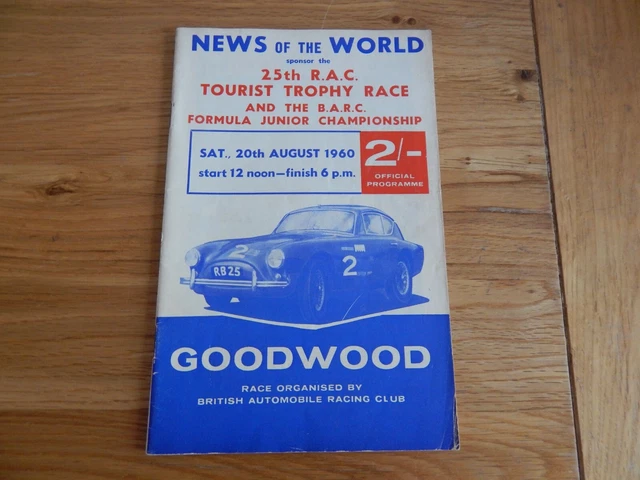 NEWS OF THE WORLD
sponsor the
25th R.A.C.
TOURIST TROPHY RACE
AND THE B.A.R.C.
FORMULA JUNIOR CHAMPIONSHIP
SAT., 20th AUGUST 1960
start 12 noon—finish 6 p.m.
2/-
OFFICIAL
PROGRAMME
2
2
RB 25
GOODWOOD
RACE ORGANISED BY
BRITISH AUTOMOBILE RACING CLUB